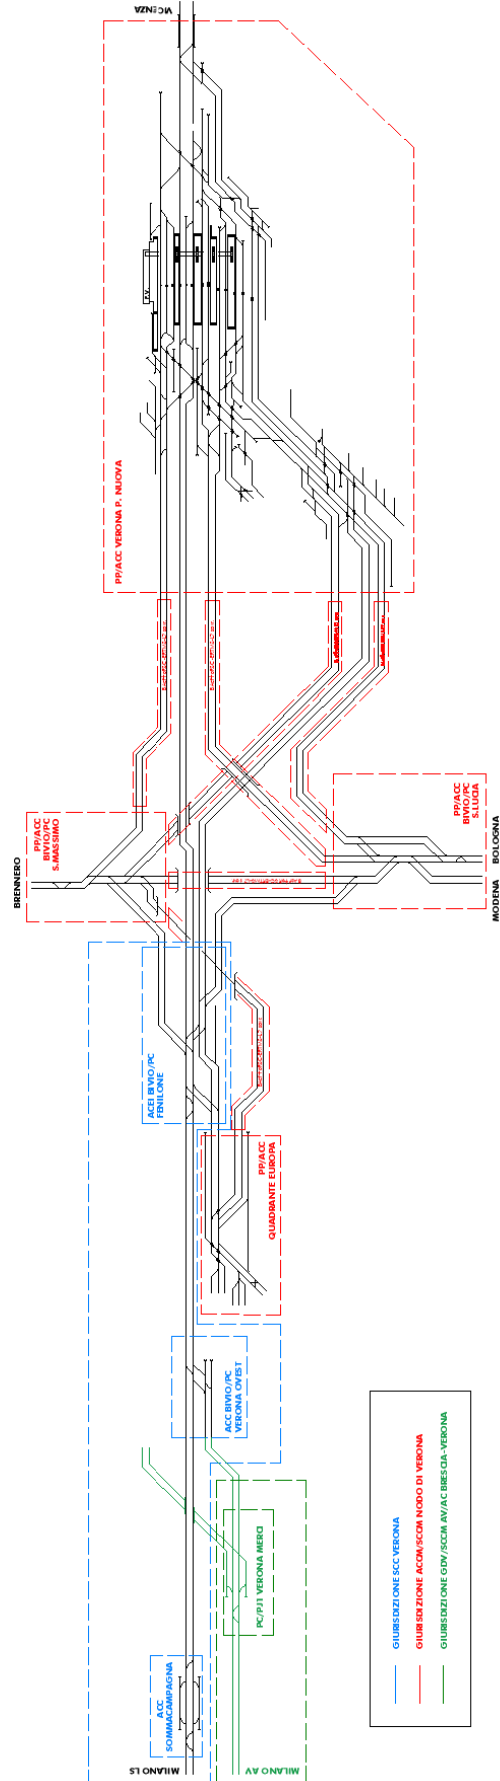 VICENZA
F.V.
PP/ACC VERONA P. NUOVA
BRENNERO
PP/ACC
BIVIO/PC
S.MASSIMO
PP/ACC
BIVIO/PC
S.LUCIA
BOLOGNA
MODENA
ACEI BIVIO/PC
FENILONE
PP/ACC
QUADRANTE EUROPA
ACC BIVIO/PC
VERONA OVEST
PC/PJ1 VERONA MERCI
ACC
SOMMACAMPAGNA
MILANO LS
MILANO AV
GIURISDIZIONE SCC VERONA
GIURISDIZIONE ACCM/SCCM NODO DI VERONA
GIURISDIZIONE GDV/SCCM AV/AC BRESCIA-VERONA